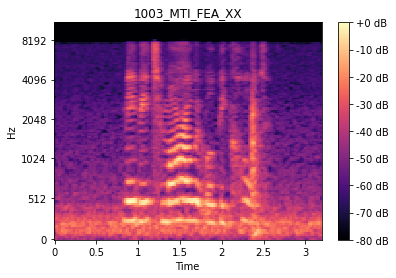 1003_MTI_FEA_XX
+0 dB
8192
-10 dB
4096
-20 dB
-30 dB
2048
Hz
-40 dB
1024
-50 dB
512
-60 dB
-70 dB
0
-80 dB
0 0.5 1 1.5 2 2.5 3
Time